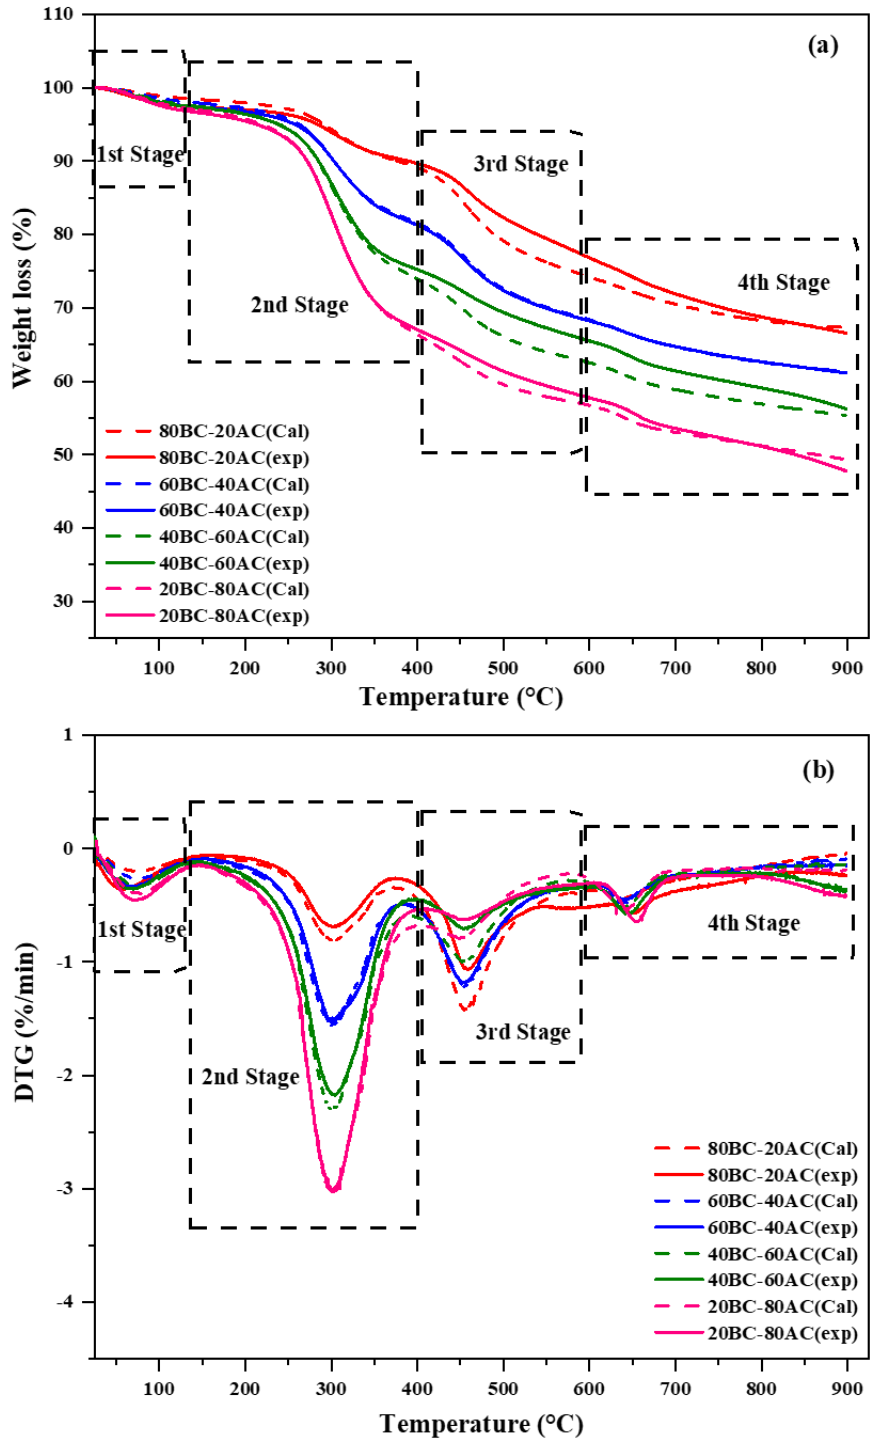 110
(a)
100
1st Stage
3rd Stage
90
80
4th Stage
2nd Stage
70
60
50
40
30
Weight loss (%)
80BC-20AC(Cal)
80BC-20AC(exp)
60BC-40AC(Cal)
60BC-40AC(exp)
40BC-60AC(Cal)
40BC-60AC(exp)
20BC-80AC(Cal)
20BC-80AC(exp)
100 200 300 400 500 600 700 800 900
Temperature (°C)
1
(b)
0
1st Stage
4th Stage
-1
3rd Stage
2nd Stage
-2
-3
-4
DTG (%/min)
80BC-20AC(Cal)
80BC-20AC(exp)
60BC-40AC(Cal)
60BC-40AC(exp)
40BC-60AC(Cal)
40BC-60AC(exp)
20BC-80AC(Cal)
20BC-80AC(exp)
100 200 300 400 500 600 700 800 900
Temperature (°C)